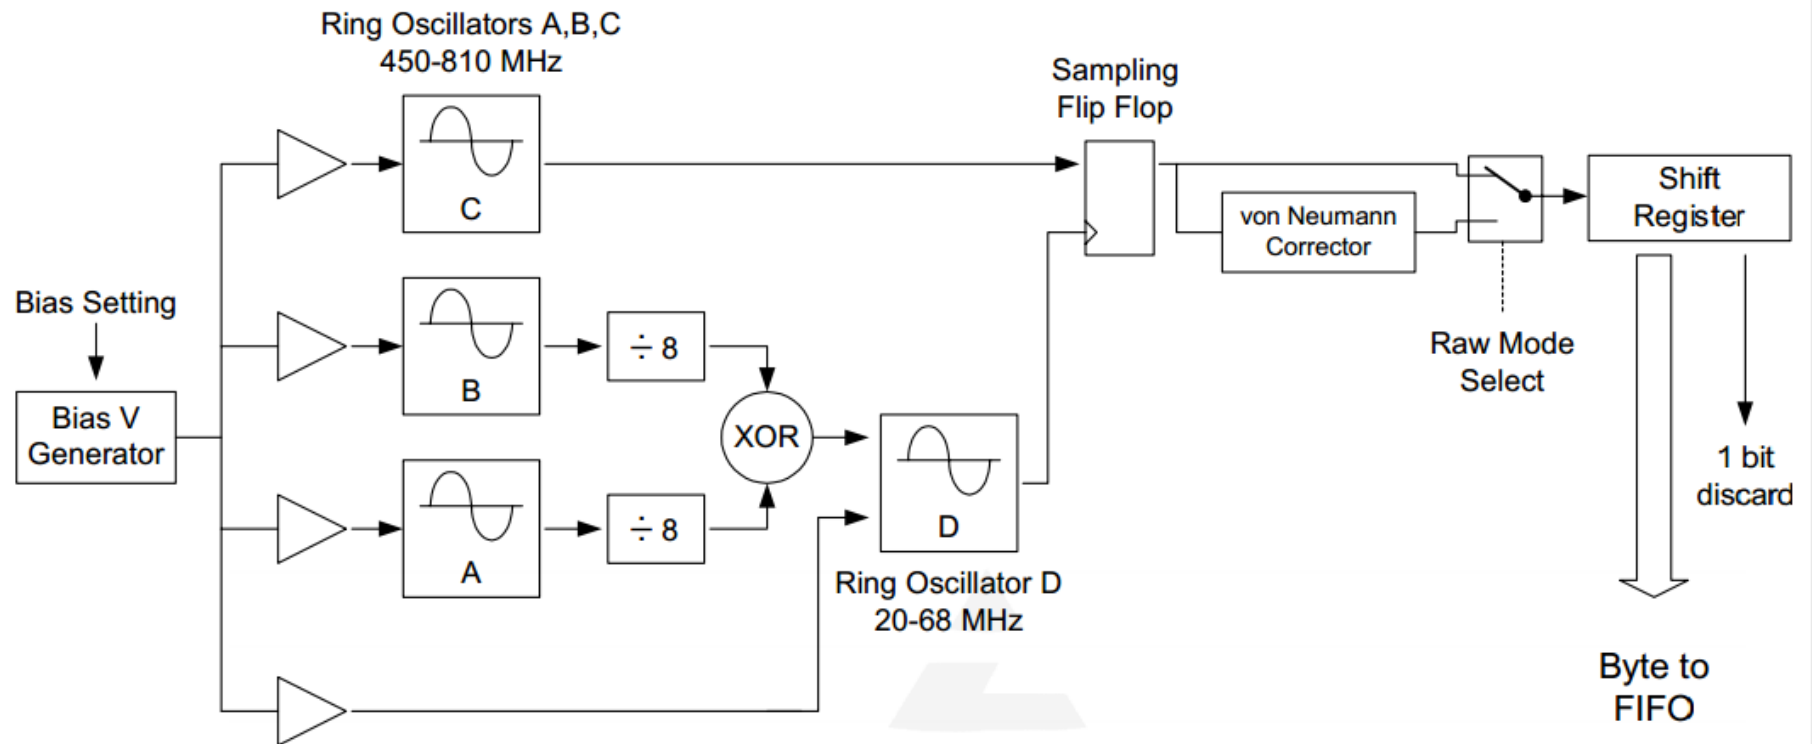 Ring Oscillators A,B,C
450-810 MHz
Sampling
Flip Flop
C
von Neumann
Corrector
Shift
Register
Bias Setting
B
÷ 8
Raw Mode
Select
Bias V
Generator
XOR
1 bit
discard
A
÷ 8
D
Ring Oscillator D
20-68 MHz
Byte to
FIFO